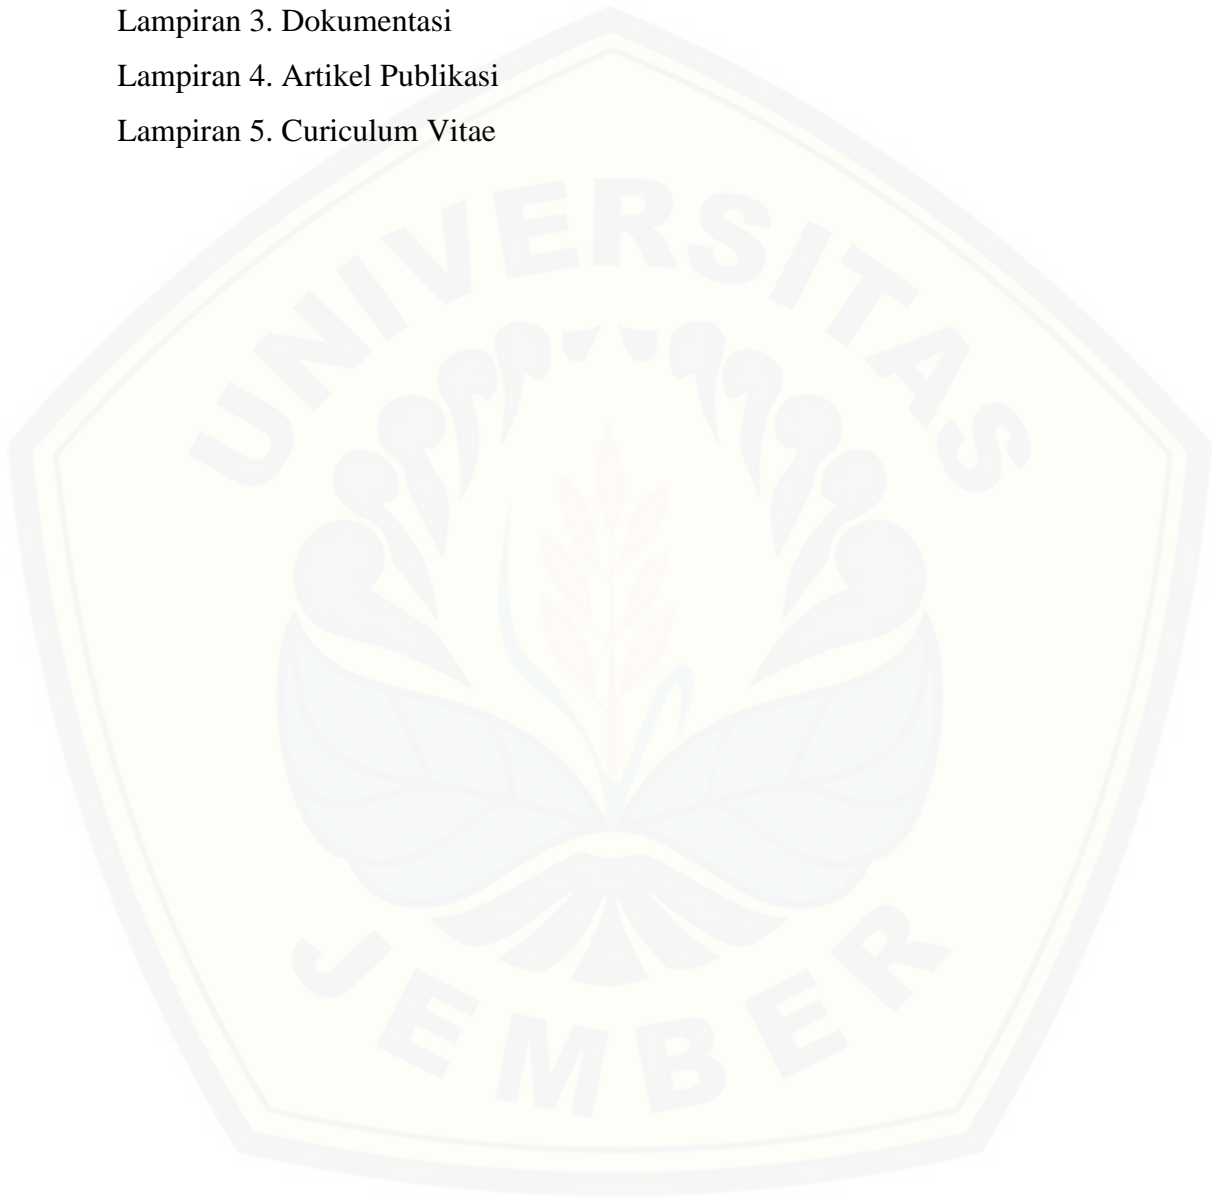 Lampiran 3. Dokumentasi
Lampiran 4. Artikel Publikasi
Lampiran 5. Curiculum Vitae
UNIVERSITAS
JEMBER